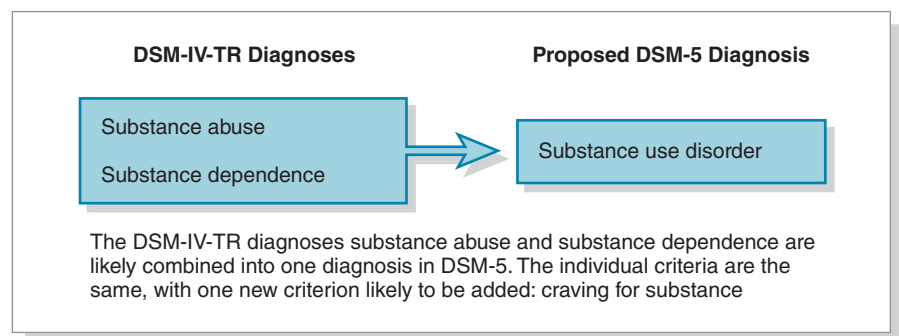 DSM-IV-TR Diagnoses
Proposed DSM-5 Diagnosis
Substance abuse
Substance dependence
Substance use disorder
The DSM-IV-TR diagnoses substance abuse and substance dependence are
likely combined into one diagnosis in DSM-5. The individual criteria are the
same, with one new criterion likely to be added: craving for substance